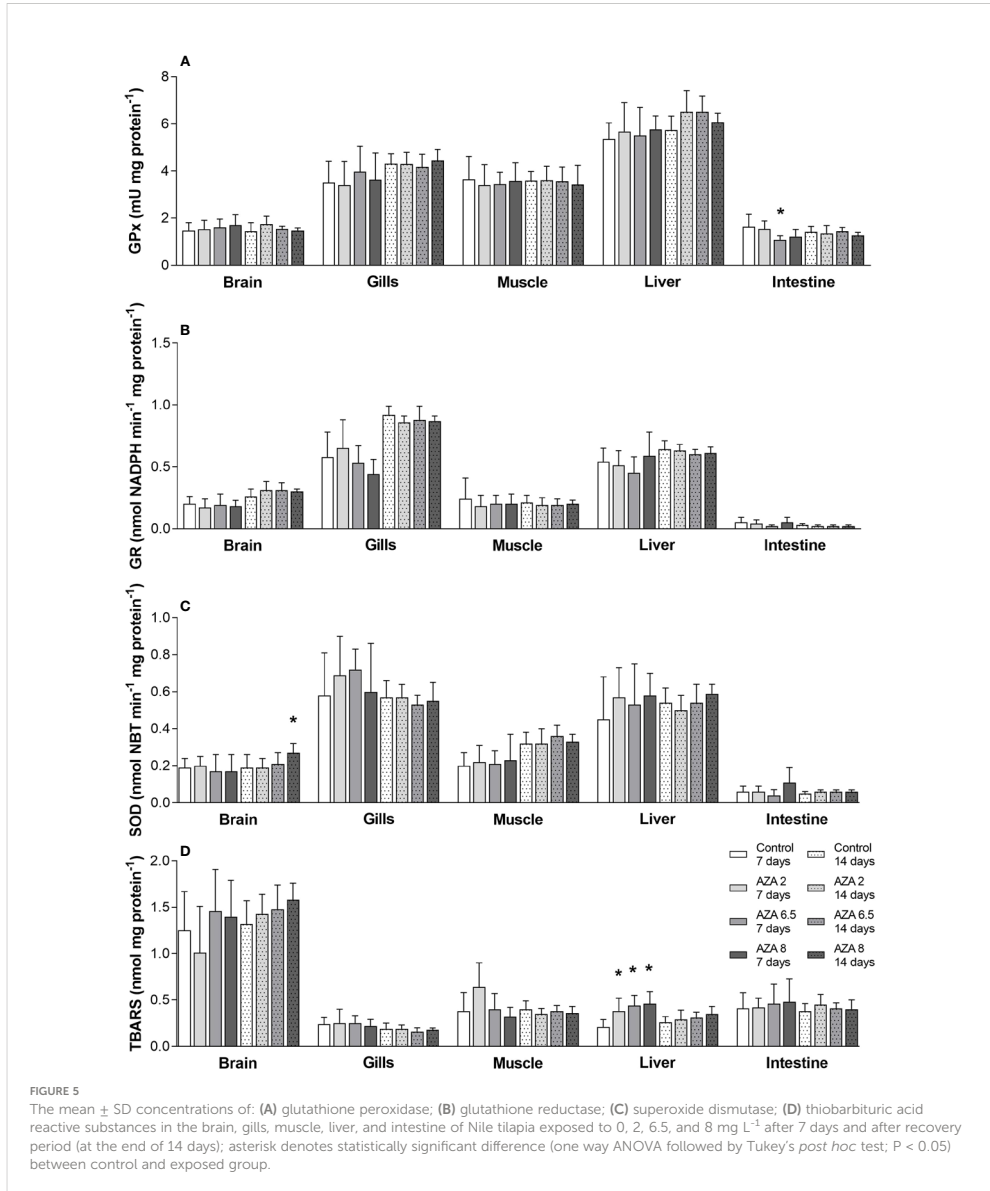 A
GPx (mU mg protein⁻¹)
8
6
4
2
0
Brain
Gills
Muscle
Liver
Intestine
*
B
GR (nmol NADPH min⁻¹ mg protein⁻¹)
1.5
1.0
0.5
0.0
Brain
Gills
Muscle
Liver
Intestine
C
SOD (nmol NBT min⁻¹ mg protein⁻¹)
1.0
0.8
0.6
0.4
0.2
0.0
*
Brain
Gills
Muscle
Liver
Intestine
D
TBARS (nmol mg protein⁻¹)
2.0
1.5
1.0
0.5
0.0
* * *
Brain
Gills
Muscle
Liver
Intestine
Control 7 days
Control 14 days
AZA 2 7 days
AZA 2 14 days
AZA 6.5 7 days
AZA 6.5 14 days
AZA 8 7 days
AZA 8 14 days
FIGURE 5
The mean ± SD concentrations of: (A) glutathione peroxidase; (B) glutathione reductase; (C) superoxide dismutase; (D) thiobarbituric acid
reactive substances in the brain, gills, muscle, liver, and intestine of Nile tilapia exposed to 0, 2, 6.5, and 8 mg L⁻¹ after 7 days and after recovery
period (at the end of 14 days); asterisk denotes statistically significant difference (one way ANOVA followed by Tukey's post hoc test; P < 0.05)
between control and exposed group.